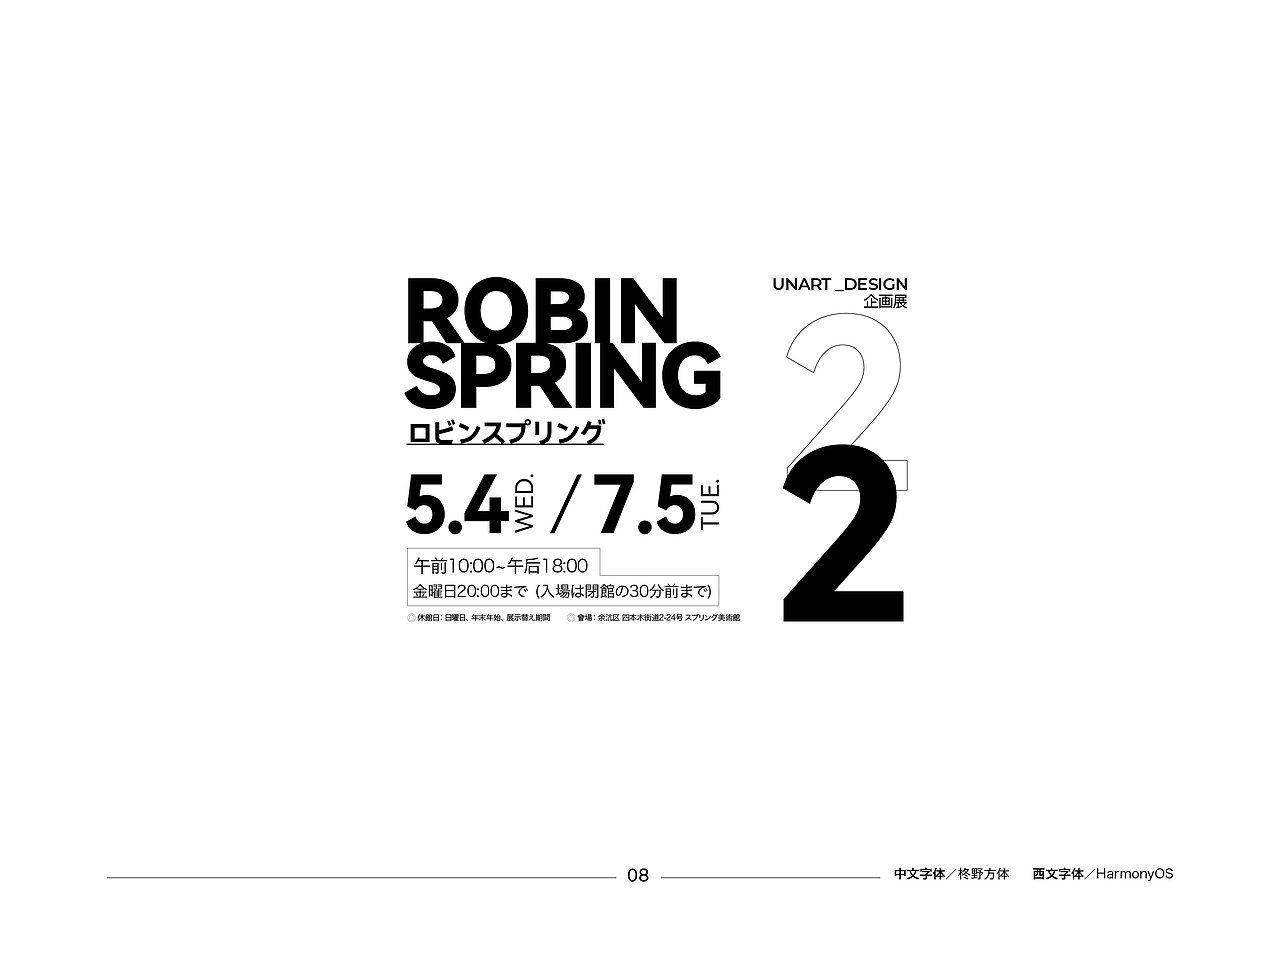 ROBIN
SPRING
ロビンスプリング
5.4 WED. / 7.5 TUE.
午前10:00~午后18:00
金曜日20:00まで (入場は閉館の30分前まで)
◎ 休館日: 日曜日、年末年始、展示替え期間 ◎ 會場: 余沆区 四本木街道2-24号 スプリング美術館
UNART _DESIGN
企画展
2
2
08
中文字体／柊野方体 西文字体／HarmonyOS